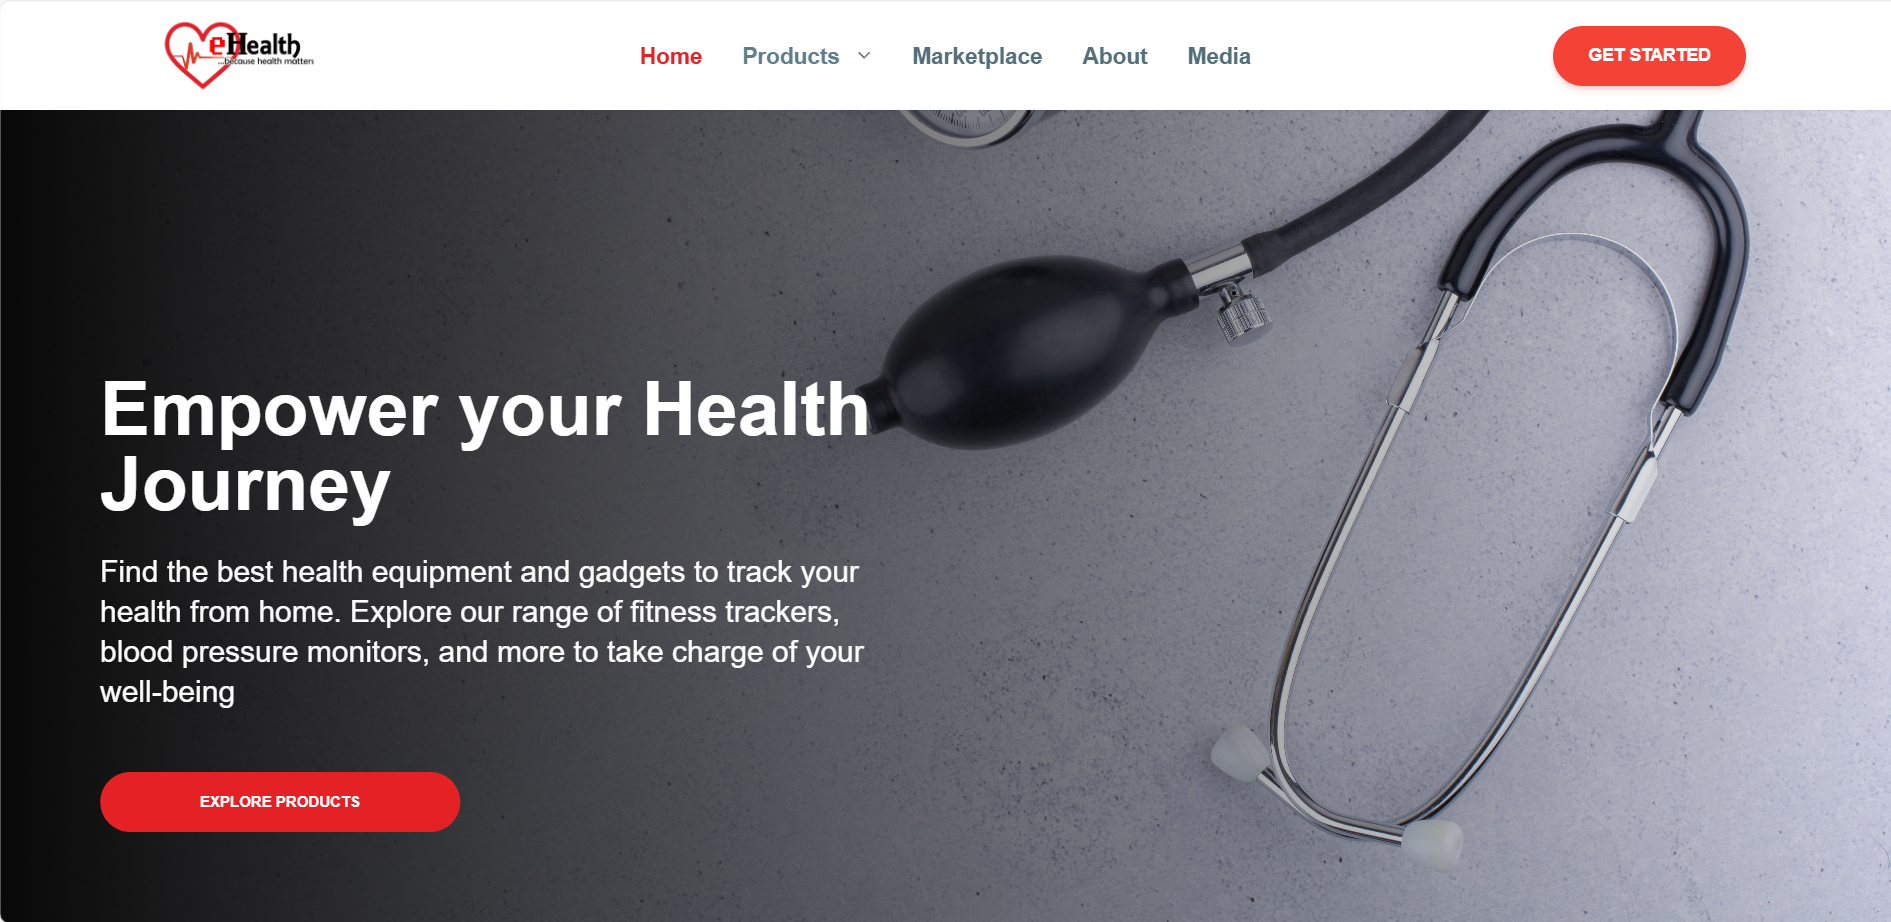 eHealth
...because health matters
Home Products Marketplace About Media
GET STARTED
Empower your Health
Journey
Find the best health equipment and gadgets to track your
health from home. Explore our range of fitness trackers,
blood pressure monitors, and more to take charge of your
well-being
EXPLORE PRODUCTS